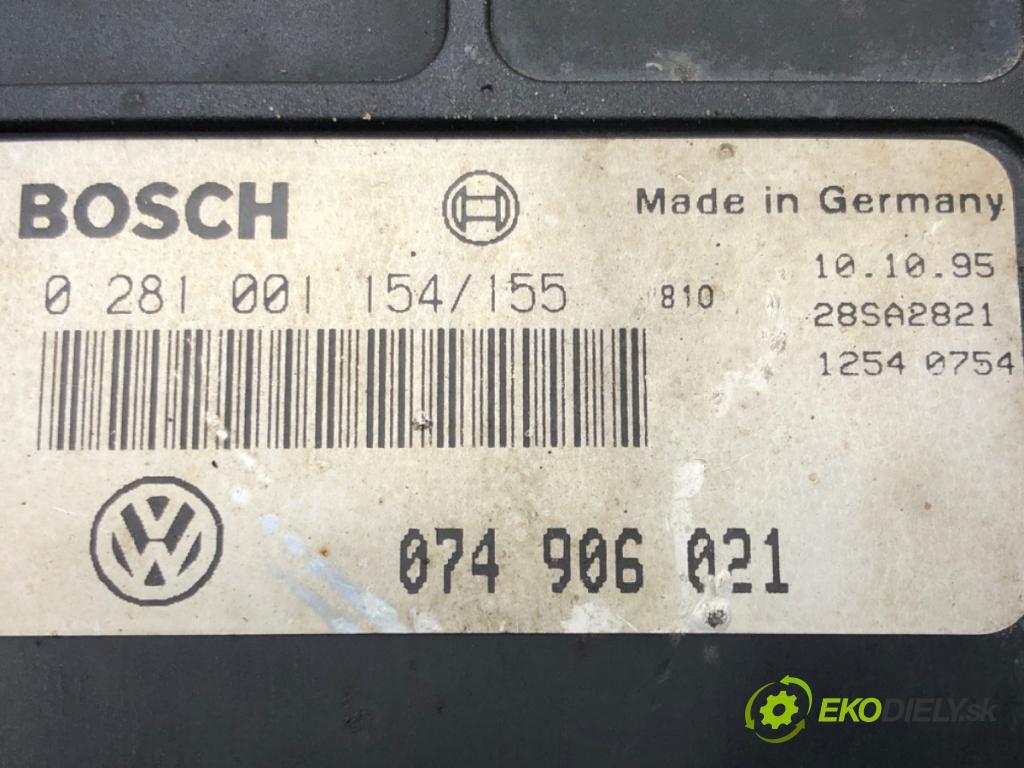 BOSCH
Made in Germany
0 281 001 154/155
810
10.10.95
28SA2821
1254 0754
VW
074 906 021
EKODIELY.sk